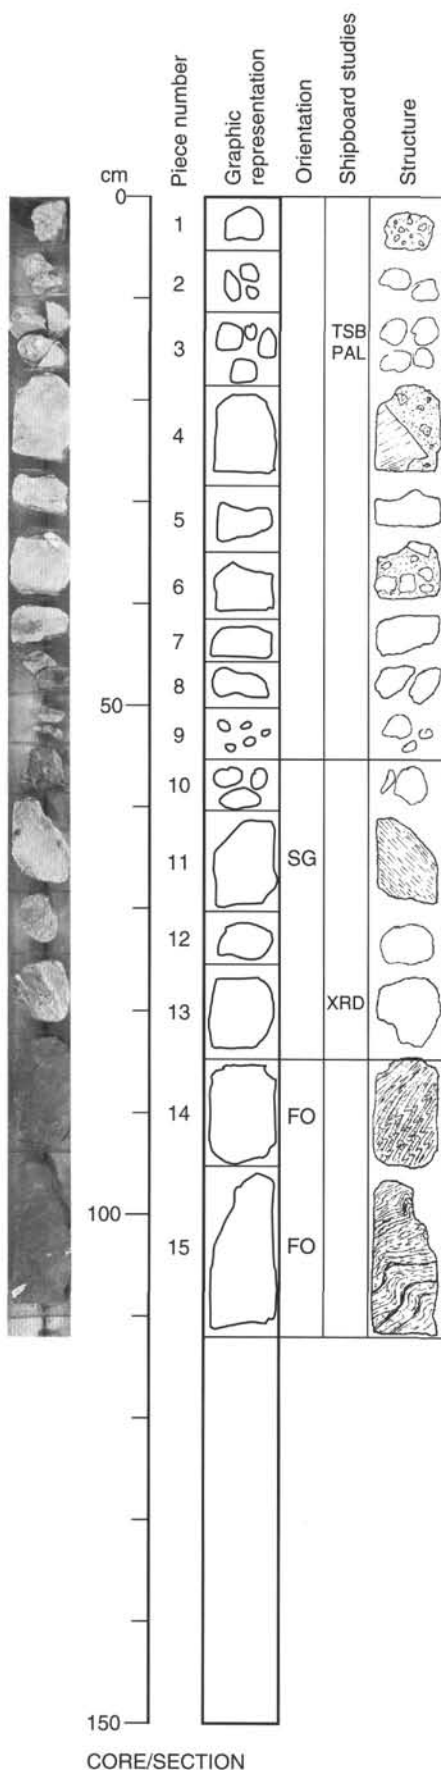 cm
Piece number
Graphic
representation
Orientation
Shipboard studies
Structure
0
1
2
3
TSB
PAL
4
5
6
7
8
50
9
10
11
SG
12
13
XRD
14
FO
100
15
FO
150
CORE/SECTION